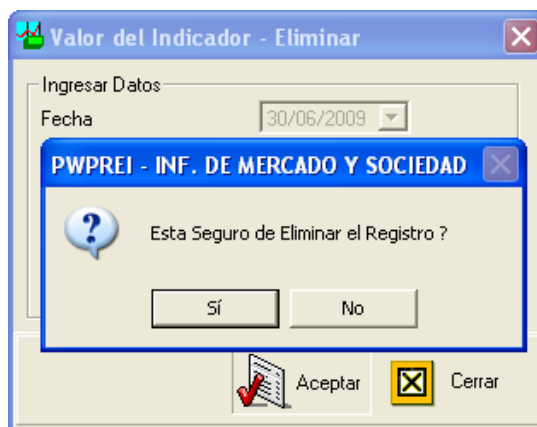 Valor del Indicador - Eliminar
Ingresar Datos
Fecha 30/06/2009
PWPREI - INF. DE MERCADO Y SOCIEDAD
Esta Seguro de Eliminar el Registro ?
Sí No
Aceptar Cerrar